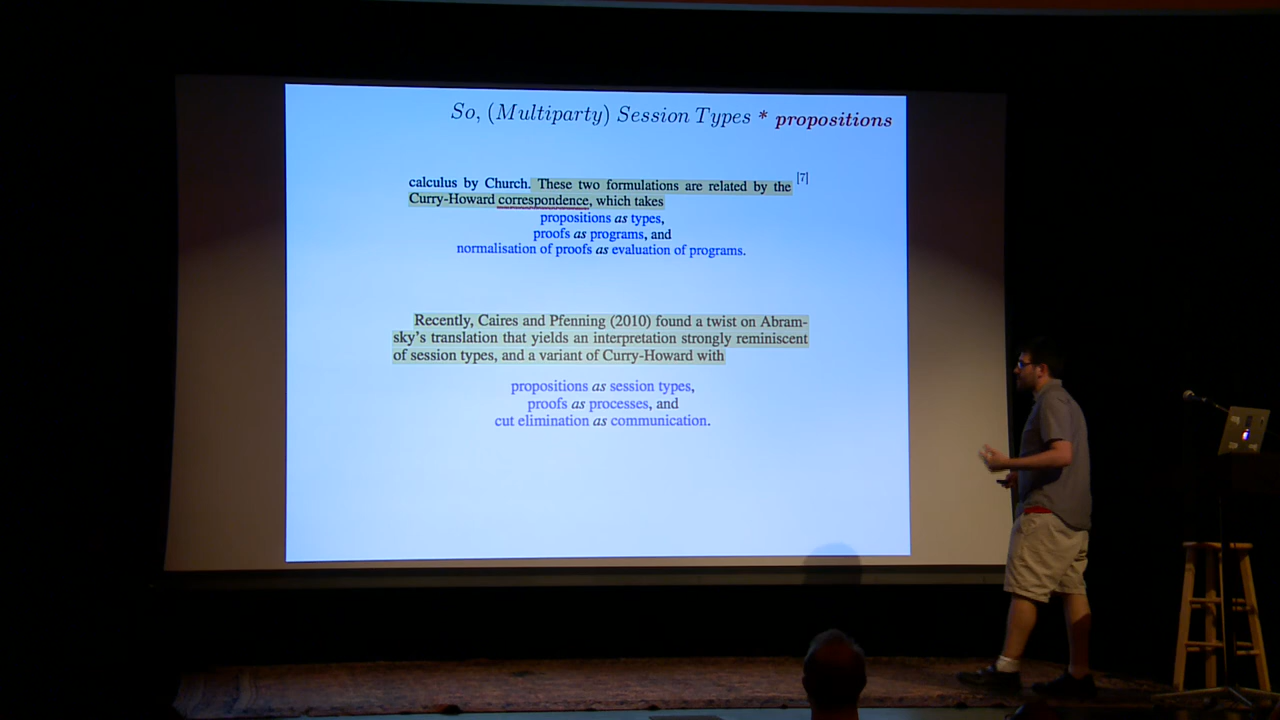 So, (Multiparty) Session Types * propositions
[7]
calculus by Church. These two formulations are related by the
Curry-Howard correspondence, which takes
propositions as types,
proofs as programs, and
normalisation of proofs as evaluation of programs.
Recently, Caires and Pfenning (2010) found a twist on Abram-
sky's translation that yields an interpretation strongly reminiscent
of session types, and a variant of Curry-Howard with
propositions as session types,
proofs as processes, and
cut elimination as communication.